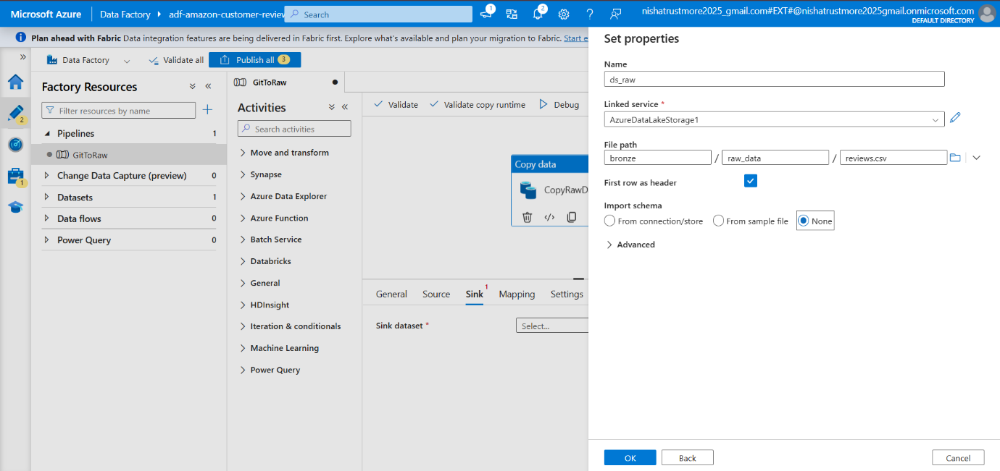 Microsoft Azure
Data Factory
adf-amazon-customer-review
Search
1
2
nishatrustmore2025_gmail.com#EXT#@nishatrustmore2025gmail.onmicrosoft.com
DEFAULT DIRECTORY
Plan ahead with Fabric Data integration features are being delivered in Fabric first. Explore what's available and plan your migration to Fabric. Start e
Data Factory
Validate all
Publish all 3
2
1
Factory Resources
Filter resources by name
Pipelines 1
GitToRaw
Change Data Capture (preview) 0
Datasets 1
Data flows 0
Power Query 0
GitToRaw
Activities
Search activities
Move and transform
Synapse
Azure Data Explorer
Azure Function
Batch Service
Databricks
General
HDInsight
Iteration & conditionals
Machine Learning
Power Query
Validate
Validate copy runtime
Debug
Copy data
CopyRawD
General
Source
Sink 1
Mapping
Settings
Sink dataset *
Select...
Set properties
Name
ds_raw
Linked service *
AzureDataLakeStorage1
File path
bronze / raw_data / reviews.csv
First row as header
Import schema
From connection/store From sample file None
Advanced
OK
Back
Cancel